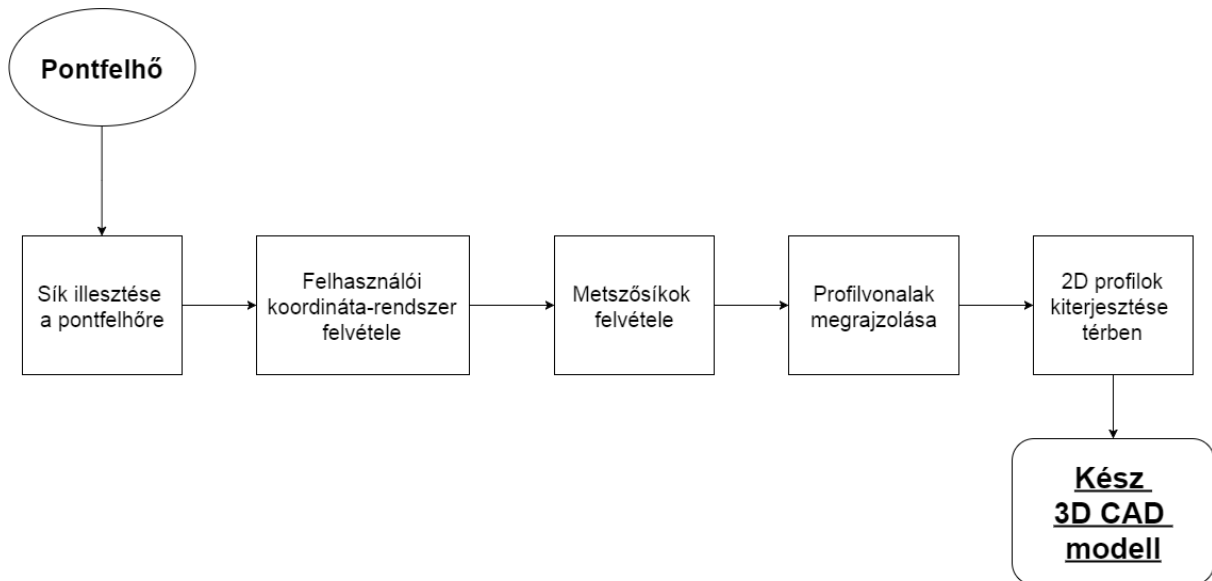 Pontfelhő
Sík illesztése
a pontfelhőre
Felhasználói
koordináta-rendszer
felvétele
Metszősíkok
felvétele
Profilvonalak
megrajzolása
2D profilok
kiterjesztése
térben
Kész
3D CAD
modell